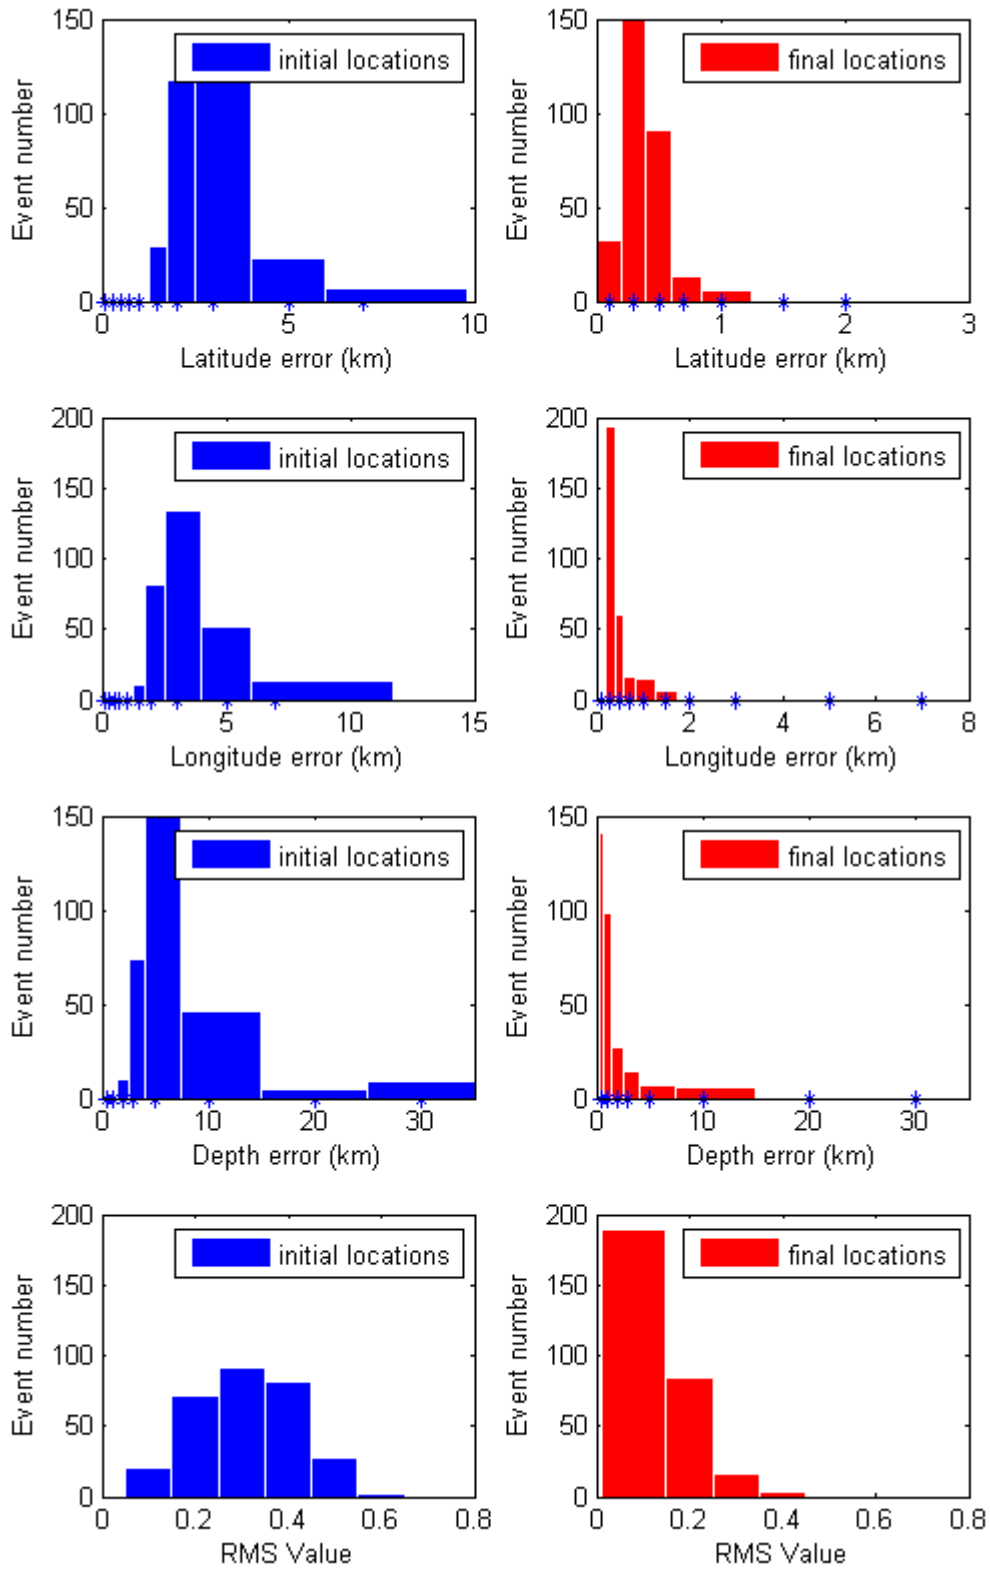 150
100
50
0
Event number
initial locations
0 5 10
Latitude error (km)
150
100
50
0
Event number
final locations
0 1 2 3
Latitude error (km)
200
150
100
50
0
Event number
initial locations
0 5 10 15
Longitude error (km)
200
150
100
50
0
Event number
final locations
0 2 4 6 8
Longitude error (km)
150
100
50
0
Event number
initial locations
0 10 20 30
Depth error (km)
150
100
50
0
Event number
final locations
0 10 20 30
Depth error (km)
200
150
100
50
0
Event number
initial locations
0 0.2 0.4 0.6 0.8
RMS Value
200
150
100
50
0
Event number
final locations
0 0.2 0.4 0.6 0.8
RMS Value